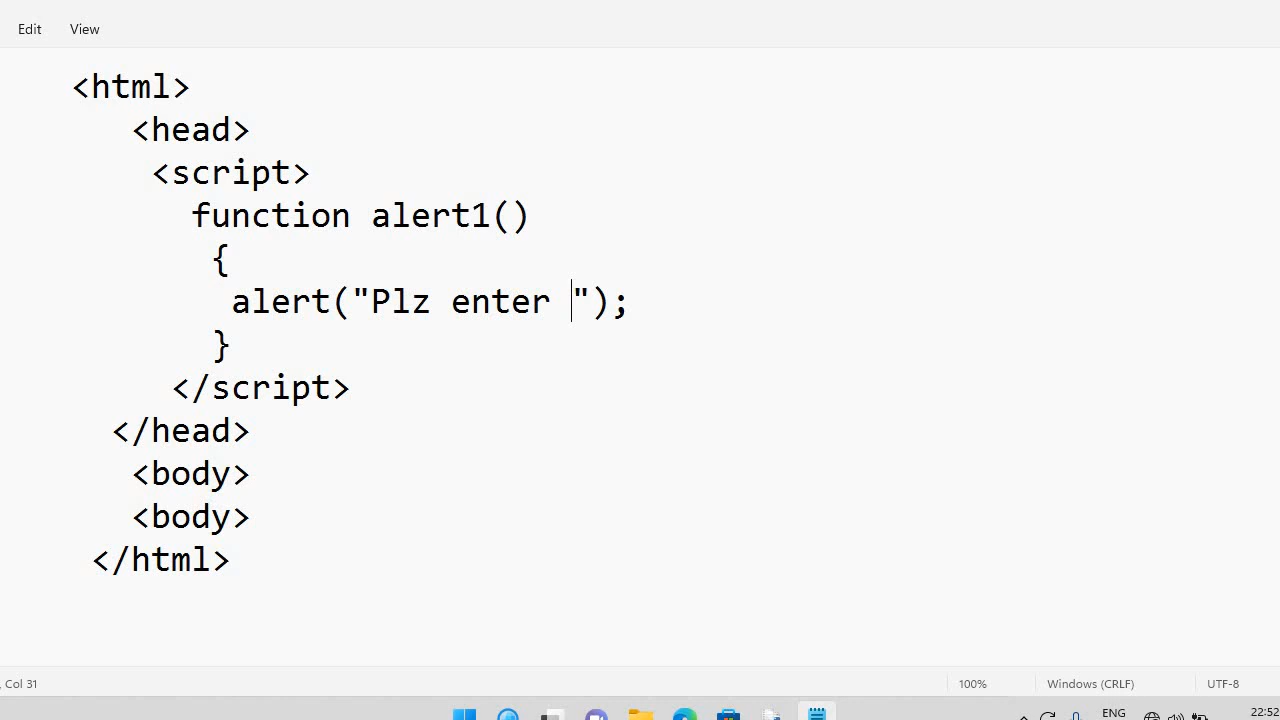 Edit View
<html>
<head>
<script>
function alert1()
{
alert("Plz enter ");
}
</script>
</head>
<body>
<body>
</html>
, Col 31 100% Windows (CRLF) UTF-8
ENG 22:52